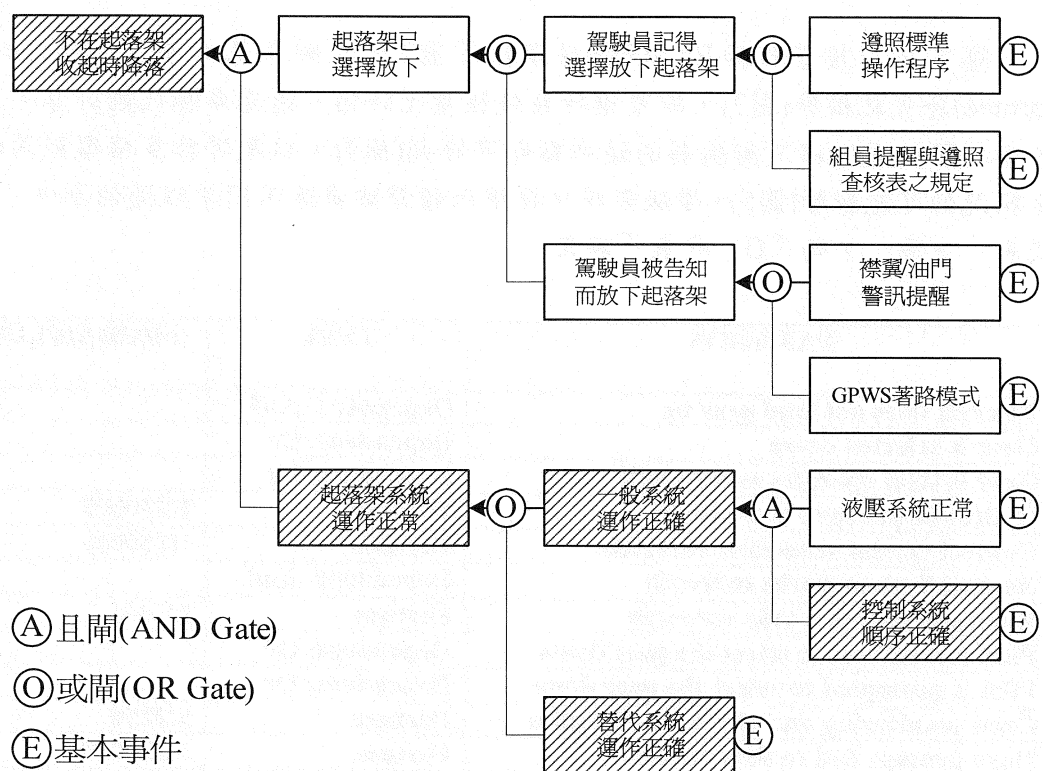 不在起落架
收起時降落
A
起落架已
選擇放下
O
駕駛員記得
選擇放下起落架
O
遵照標準
操作程序
E
組員提醒與遵照
查核表之規定
E
駕駛員被告知
而放下起落架
O
襟翼/油門
警訊提醒
E
GPWS著路模式
E
起落架系統
運作正常
O
一般系統
運作正確
A
液壓系統正常
E
控制系統
順序正確
E
替代系統
運作正確
E
A 且閘(AND Gate)
O 或閘(OR Gate)
E 基本事件